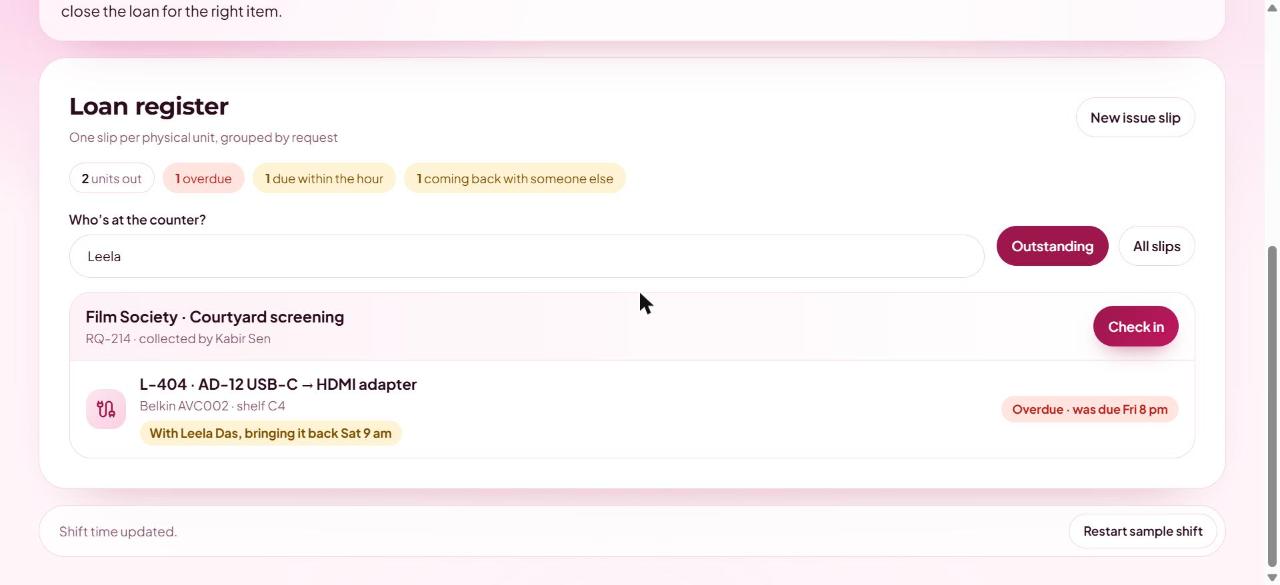 close the loan for the right item.
Loan register
New issue slip
One slip per physical unit, grouped by request
2 units out
1 overdue
1 due within the hour
1 coming back with someone else
Who's at the counter?
Leela
Outstanding
All slips
Film Society · Courtyard screening
RQ-214 · collected by Kabir Sen
Check in
L-404 · AD-12 USB-C → HDMI adapter
Belkin AVC002 · shelf C4
With Leela Das, bringing it back Sat 9 am
Overdue · was due Fri 8 pm
Shift time updated.
Restart sample shift